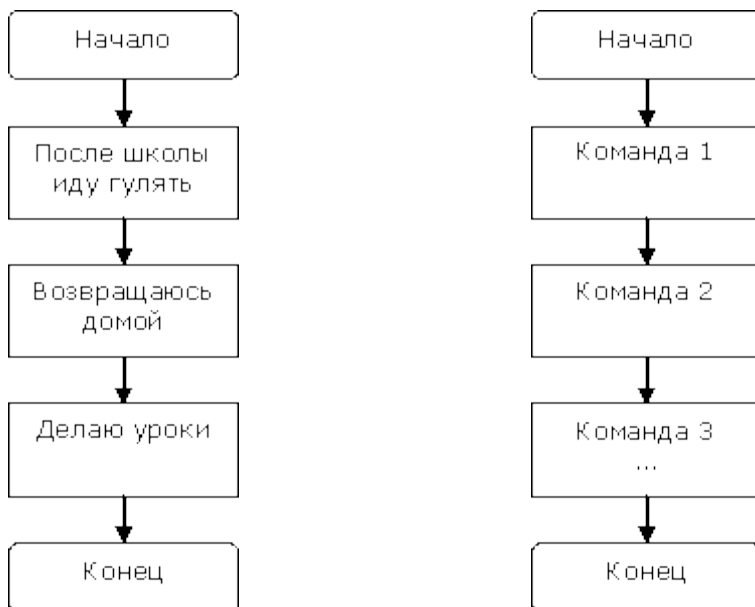 Начало
После школы
иду гулять
Возвращаюсь
домой
Делаю уроки
Конец
Начало
Команда 1
Команда 2
Команда 3
...
Конец